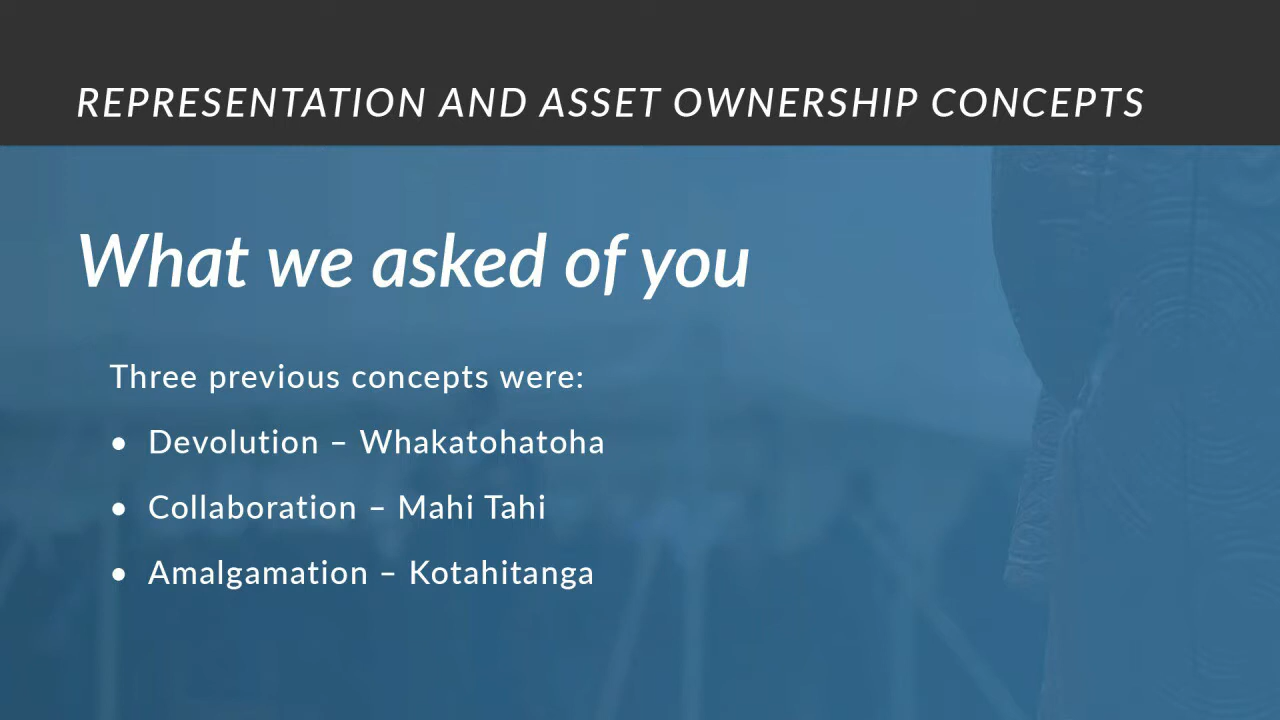 REPRESENTATION AND ASSET OWNERSHIP CONCEPTS
What we asked of you
Three previous concepts were:
• Devolution – Whakatohatoha
• Collaboration – Mahi Tahi
• Amalgamation – Kotahitanga